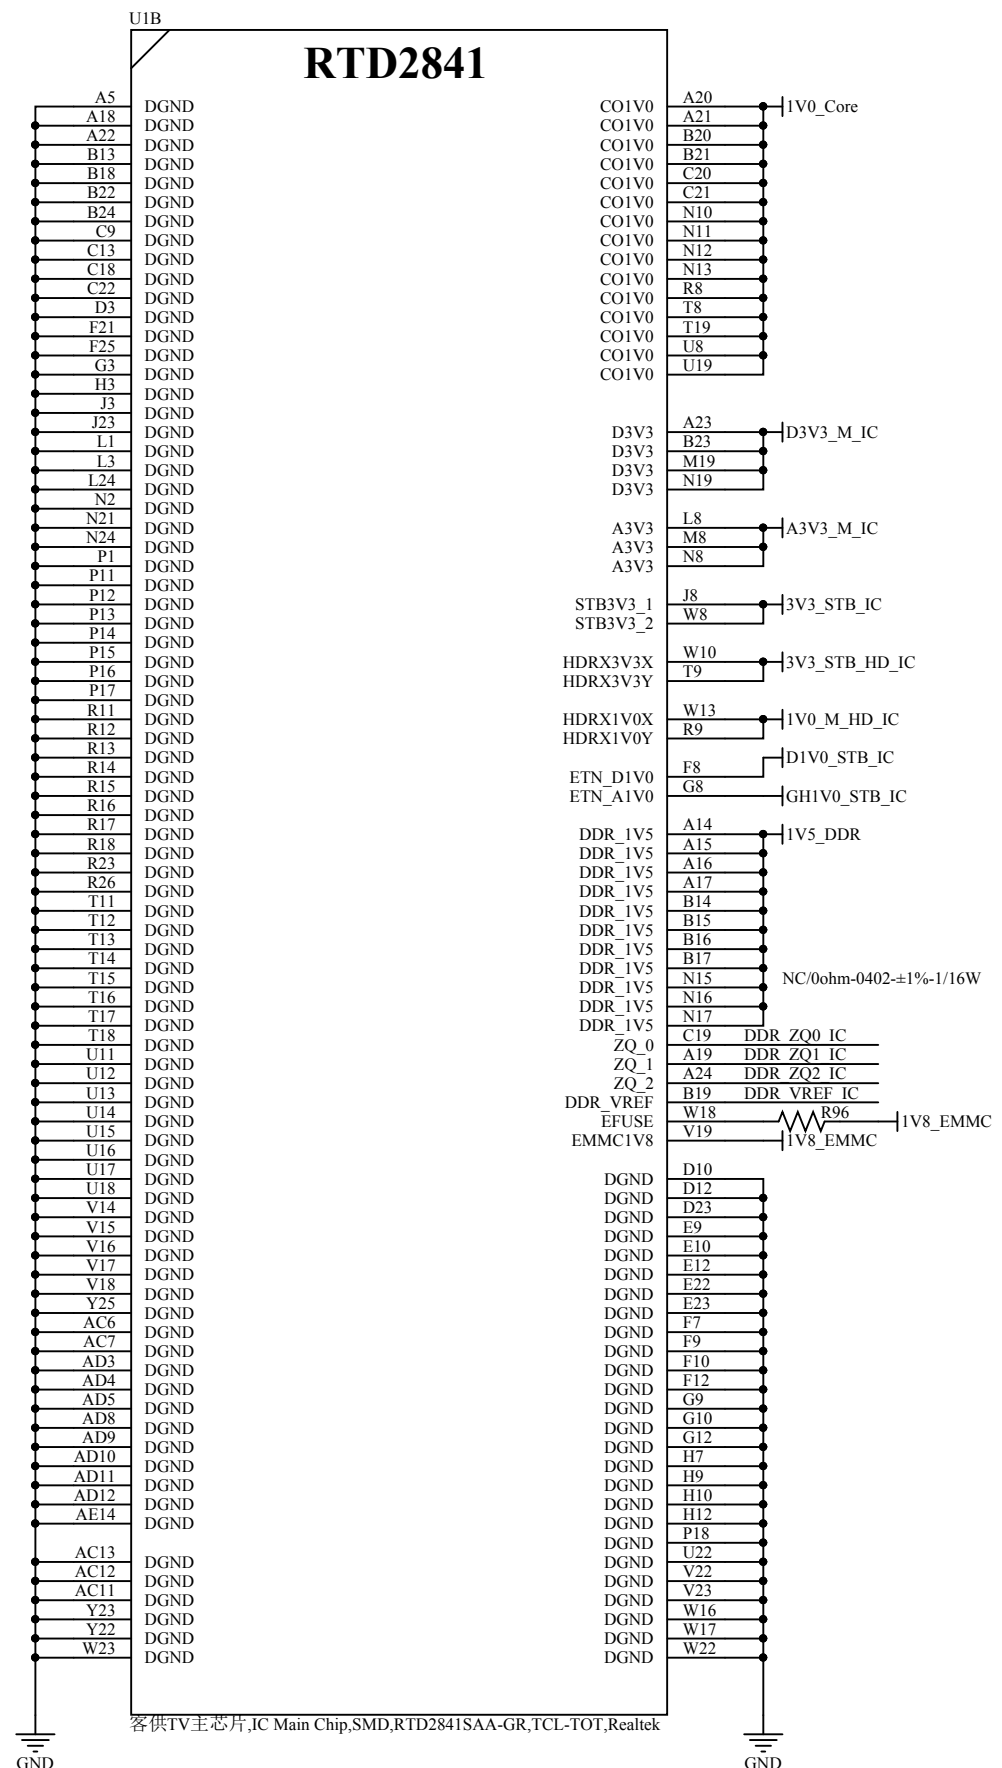 U1B
RTD2841
A5 DGND CO1V0 A20 1V0_Core
A18 DGND CO1V0 A21
A22 DGND CO1V0 B20
B13 DGND CO1V0 B21
B18 DGND CO1V0 C20
B22 DGND CO1V0 C21
B24 DGND CO1V0 N10
C9 DGND CO1V0 N11
C13 DGND CO1V0 N12
C18 DGND CO1V0 N13
C22 DGND CO1V0 R8
D3 DGND CO1V0 T8
F21 DGND CO1V0 T19
F25 DGND CO1V0 U8
G3 DGND CO1V0 U19
H3 DGND
J3 DGND
J23 DGND D3V3 A23 D3V3_M_IC
L1 DGND D3V3 B23
L3 DGND D3V3 M19
L24 DGND D3V3 N19
N2 DGND
N21 DGND A3V3 L8 A3V3_M_IC
N24 DGND A3V3 M8
P1 DGND A3V3 N8
P11 DGND
P12 DGND STB3V3_1 J8 3V3_STB_IC
P13 DGND STB3V3_2 W8
P14 DGND
P15 DGND HDRX3V3X W10 3V3_STB_HD_IC
P16 DGND HDRX3V3Y T9
P17 DGND
R11 DGND HDRX1V0X W13 1V0_M_HD_IC
R12 DGND HDRX1V0Y R9
R13 DGND D1V0_STB_IC
R14 DGND ETN_D1V0 F8
R15 DGND ETN_A1V0 G8 GH1V0_STB_IC
R16 DGND
R17 DGND DDR_1V5 A14 1V5_DDR
R18 DGND DDR_1V5 A15
R23 DGND DDR_1V5 A16
R26 DGND DDR_1V5 A17
T11 DGND DDR_1V5 B14
T12 DGND DDR_1V5 B15
T13 DGND DDR_1V5 B16
T14 DGND DDR_1V5 B17
T15 DGND DDR_1V5 N15 NC/0ohm-0402-±1%-1/16W
T16 DGND DDR_1V5 N16
T17 DGND DDR_1V5 N17
T18 DGND ZQ_0 C19 DDR_ZQ0_IC
U11 DGND ZQ_1 A19 DDR_ZQ1_IC
U12 DGND ZQ_2 A24 DDR_ZQ2_IC
U13 DGND DDR_VREF B19 DDR_VREF_IC
U14 DGND EFUSE W18 R96 1V8_EMMC
U15 DGND EMMC1V8 V19 1V8_EMMC
U16 DGND
U17 DGND DGND D10
U18 DGND DGND D12
V14 DGND DGND D23
V15 DGND DGND E9
V16 DGND DGND E10
V17 DGND DGND E12
V18 DGND DGND E22
Y25 DGND DGND E23
AC6 DGND DGND F7
AC7 DGND DGND F9
AD3 DGND DGND F10
AD4 DGND DGND F12
AD5 DGND DGND G9
AD8 DGND DGND G10
AD9 DGND DGND G12
AD10 DGND DGND H7
AD11 DGND DGND H9
AD12 DGND DGND H10
AE14 DGND DGND H12
DGND P18
AC13 DGND DGND U22
AC12 DGND DGND V22
AC11 DGND DGND V23
Y23 DGND DGND W16
Y22 DGND DGND W17
W23 DGND DGND W22
客供TV主芯片,IC Main Chip,SMD,RTD2841SAA-GR,TCL-TOT,Realtek
GND GND